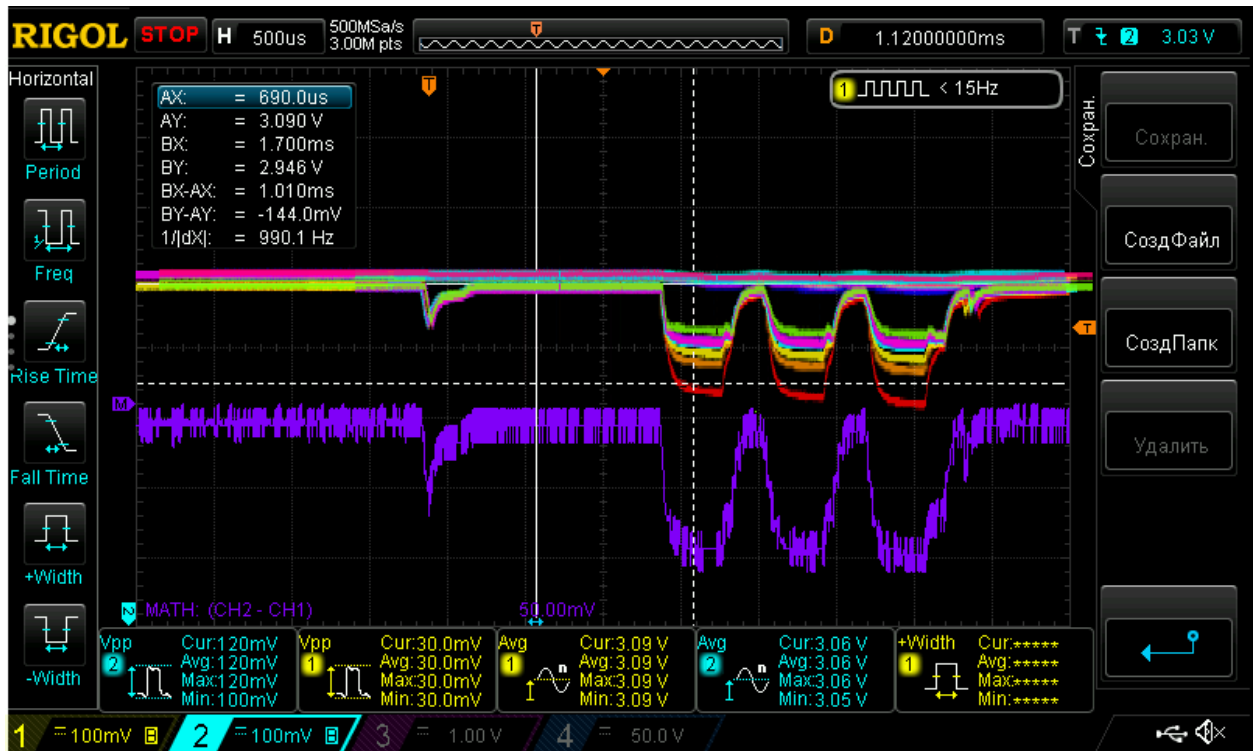 RIGOL STOP H 500us 500MSa/s 3.00M pts T D 1.12000000ms T 2 3.03 V
Horizontal
Period
Freq
Rise Time
Fall Time
+Width
-Width
T
AX: = 690.0us
AY: = 3.090 V
BX: = 1.700ms
BY: = 2.946 V
BX-AX: = 1.010ms
BY-AY: = -144.0mV
1/|dX|: = 990.1 Hz
1 < 15Hz
T
M
2
MATH: (CH2 - CH1) 50.00mV
Сохран.
Сохран.
СоздФайл
СоздПапк
Удалить
Vpp 2 Cur:120mV
Avg:120mV
Max:120mV
Min:100mV
Vpp 1 Cur:30.0mV
Avg:30.0mV
Max:30.0mV
Min:30.0mV
Avg 1 n Cur:3.09 V
Avg:3.09 V
Max:3.09 V
Min:3.09 V
Avg 2 n Cur:3.06 V
Avg:3.06 V
Max:3.06 V
Min:3.05 V
+Width 1 Cur:*****
Avg:*****
Max:*****
Min:*****
1 = 100mV B 2 = 100mV B 3 = 1.00 V 4 = 50.0 V